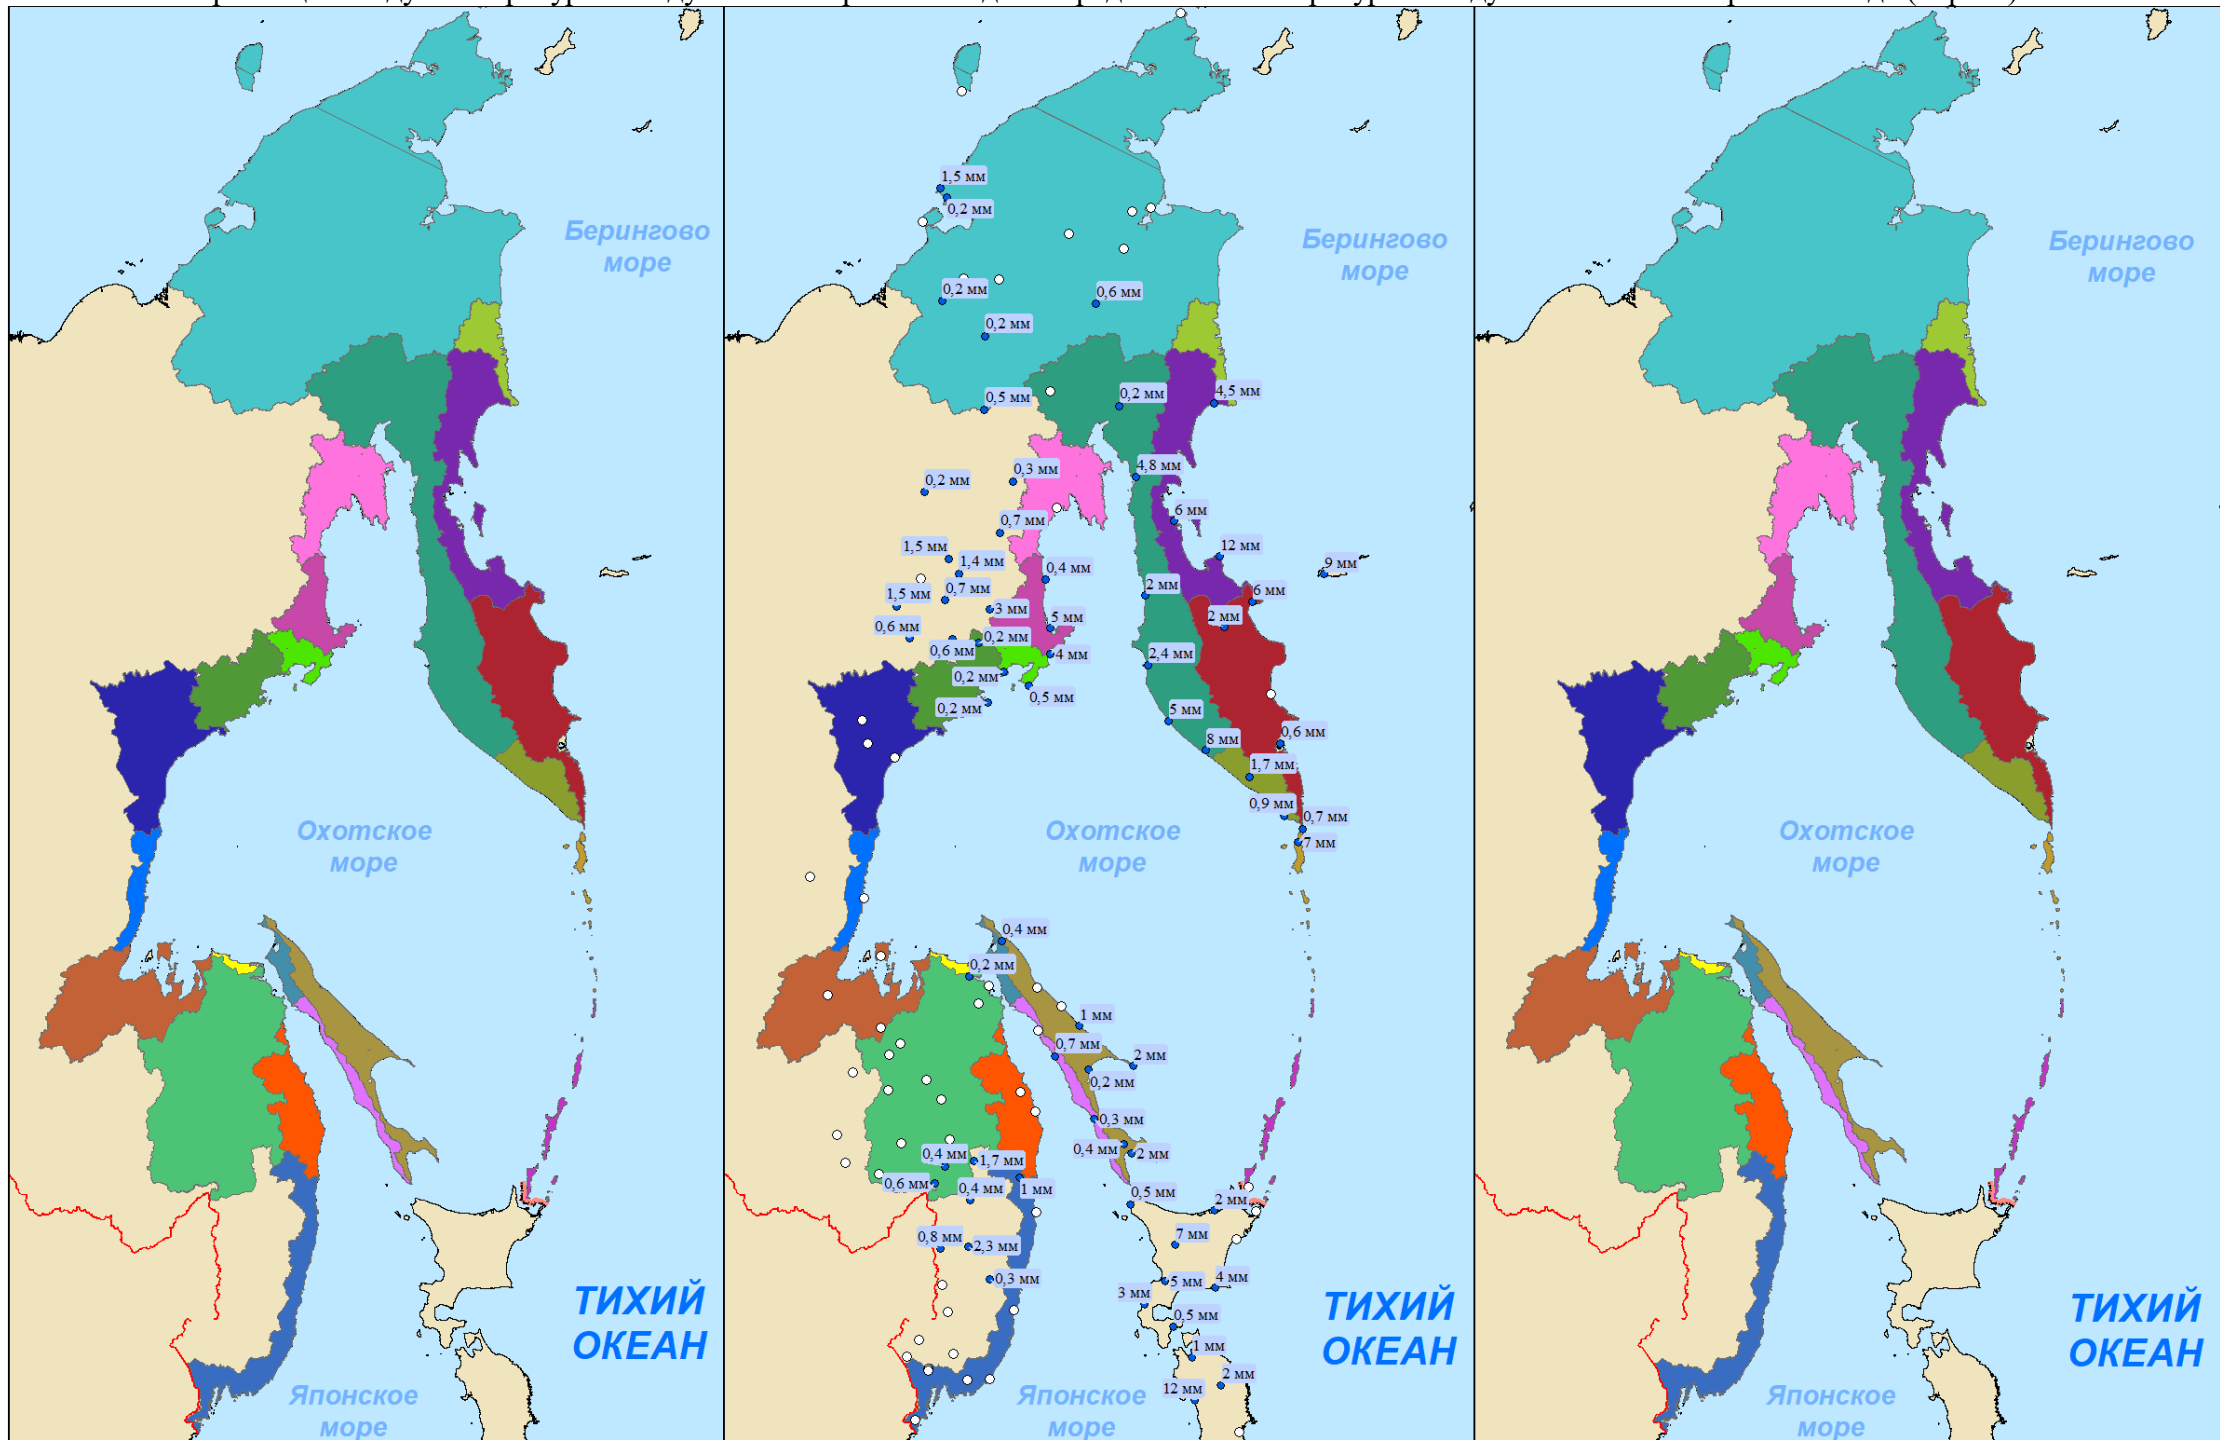 Берингово
море
Охотское
море
ТИХИЙ
ОКЕАН
Японское
море
1,5 мм
0,2 мм
Берингово
море
0,2 мм
0,6 мм
0,2 мм
0,5 мм
0,2 мм
4,5 мм
4,8 мм
0,3 мм
0,2 мм
6 мм
0,7 мм
12 мм
1,5 мм
1,4 мм
0,4 мм
9 мм
2 мм
0,7 мм
6 мм
1,5 мм
3 мм
5 мм
2 мм
0,6 мм
0,2 мм
0,6 мм
4 мм
2,4 мм
0,2 мм
0,5 мм
0,2 мм
5 мм
8 мм
0,6 мм
1,7 мм
0,9 мм
0,7 мм
7 мм
Охотское
море
0,4 мм
0,2 мм
1 мм
0,7 мм
2 мм
0,2 мм
0,3 мм
0,4 мм
2 мм
0,4 мм
1,7 мм
0,6 мм
0,4 мм
1 мм
0,5 мм
2 мм
0,8 мм
2,3 мм
7 мм
0,3 мм
5 мм
4 мм
3 мм
0,5 мм
1 мм
2 мм
12 мм
ТИХИЙ
ОКЕАН
Японское
море
Берингово
море
Охотское
море
ТИХИЙ
ОКЕАН
Японское
море